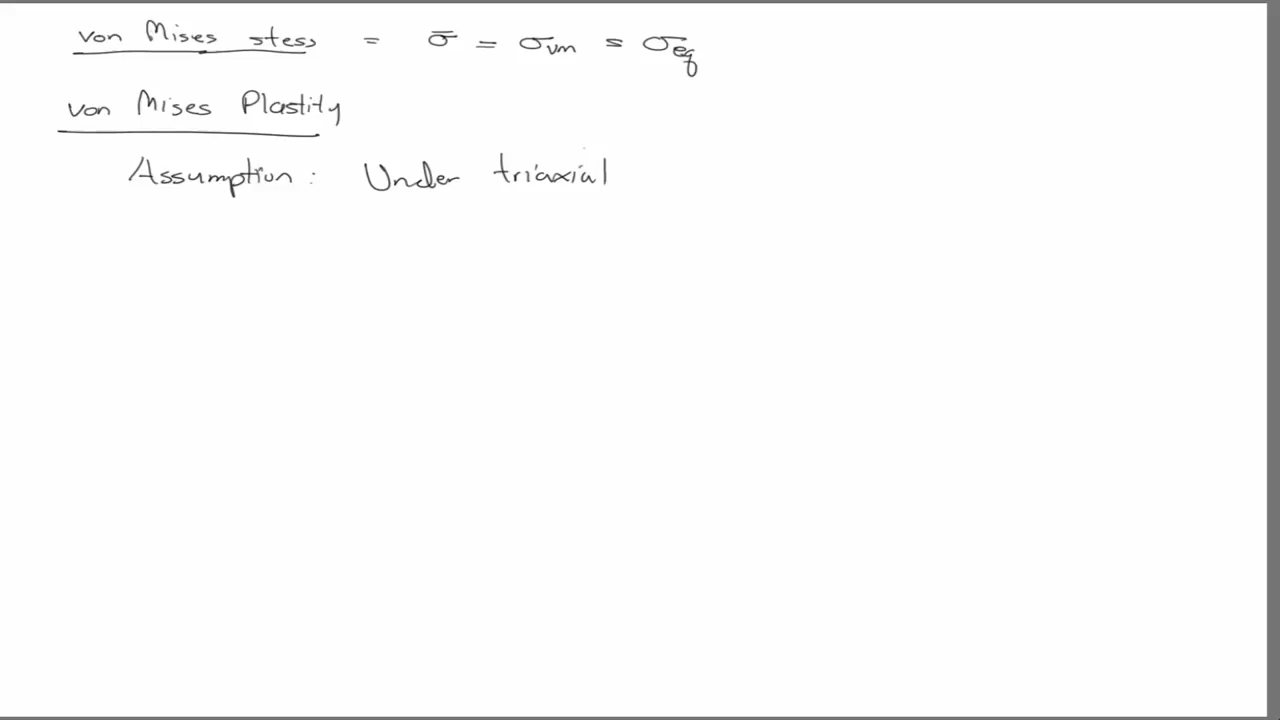 von Mises stess = σ̄ = σvm = σeq
von Mises Plastity
Assumption: Under triaxial